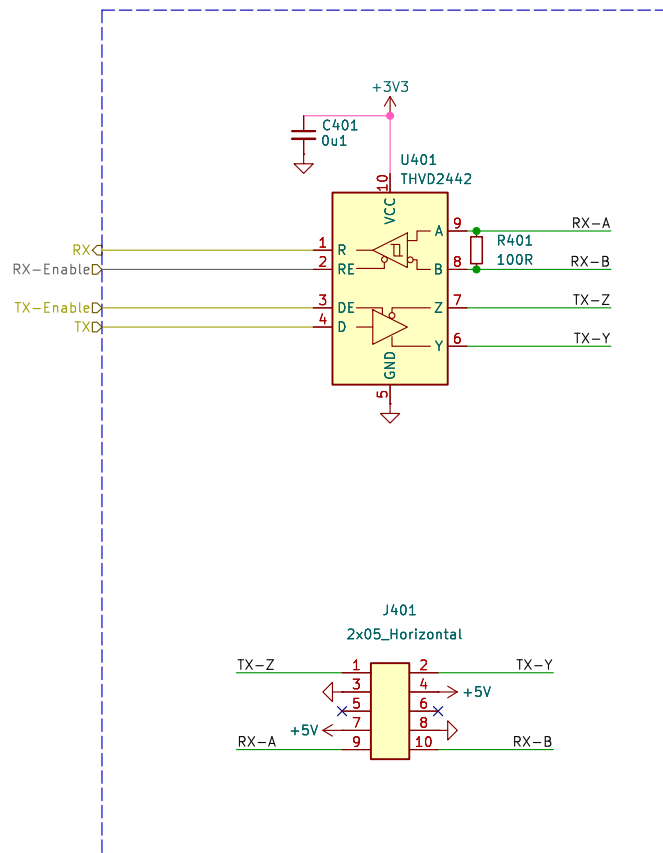 +3V3
C401
0u1
U401
THVD2442
10
VCC
RX 1 R A 9 RX-A
R401
100R
RX-Enable 2 RE B 8 RX-B
TX-Enable 3 DE Z 7 TX-Z
TX 4 D Y 6 TX-Y
GND
5
J401
2x05_Horizontal
TX-Z 1 2 TX-Y
3 4 +5V
5 6
+5V 7 8
RX-A 9 10 RX-B